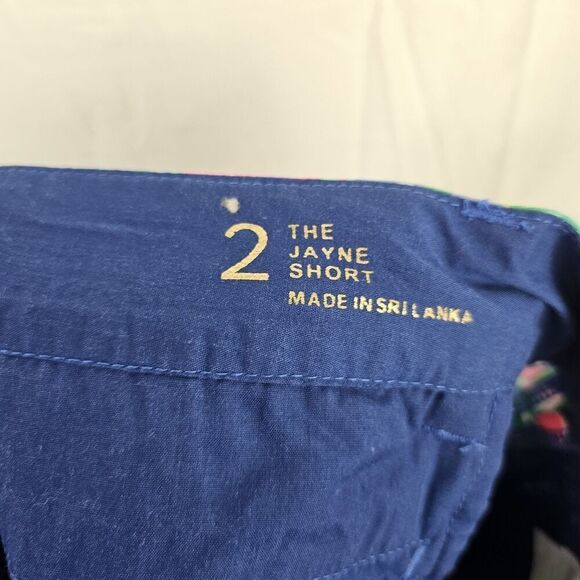 2
THE
JAYNE
SHORT
MADE IN SRI LANKA